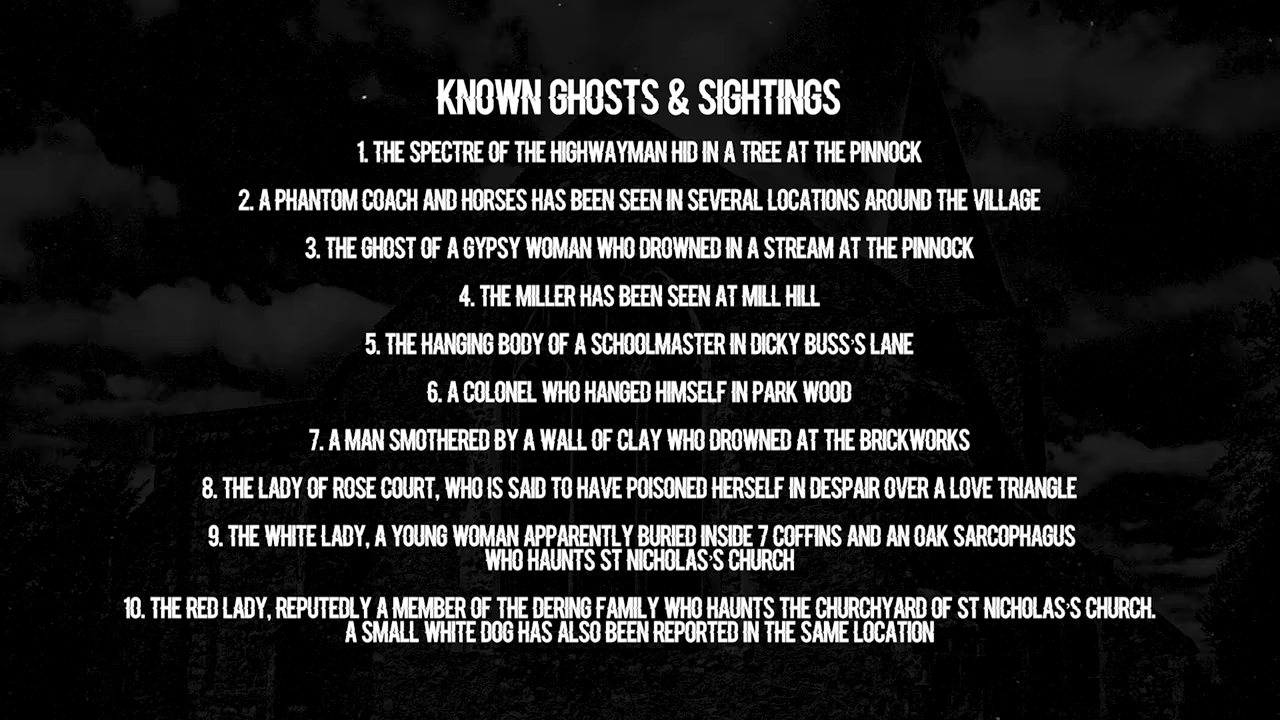 KNOWN GHOSTS & SIGHTINGS
1. THE SPECTRE OF THE HIGHWAYMAN HID IN A TREE AT THE PINNOCK
2. A PHANTOM COACH AND HORSES HAS BEEN SEEN IN SEVERAL LOCATIONS AROUND THE VILLAGE
3. THE GHOST OF A GYPSY WOMAN WHO DROWNED IN A STREAM AT THE PINNOCK
4. THE MILLER HAS BEEN SEEN AT MILL HILL
5. THE HANGING BODY OF A SCHOOLMASTER IN DICKY BUSS'S LANE
6. A COLONEL WHO HANGED HIMSELF IN PARK WOOD
7. A MAN SMOTHERED BY A WALL OF CLAY WHO DROWNED AT THE BRICKWORKS
8. THE LADY OF ROSE COURT, WHO IS SAID TO HAVE POISONED HERSELF IN DESPAIR OVER A LOVE TRIANGLE
9. THE WHITE LADY, A YOUNG WOMAN APPARENTLY BURIED INSIDE 7 COFFINS AND AN OAK SARCOPHAGUS
WHO HAUNTS ST NICHOLAS'S CHURCH
10. THE RED LADY, REPUTEDLY A MEMBER OF THE DERING FAMILY WHO HAUNTS THE CHURCHYARD OF ST NICHOLAS'S CHURCH.
A SMALL WHITE DOG HAS ALSO BEEN REPORTED IN THE SAME LOCATION